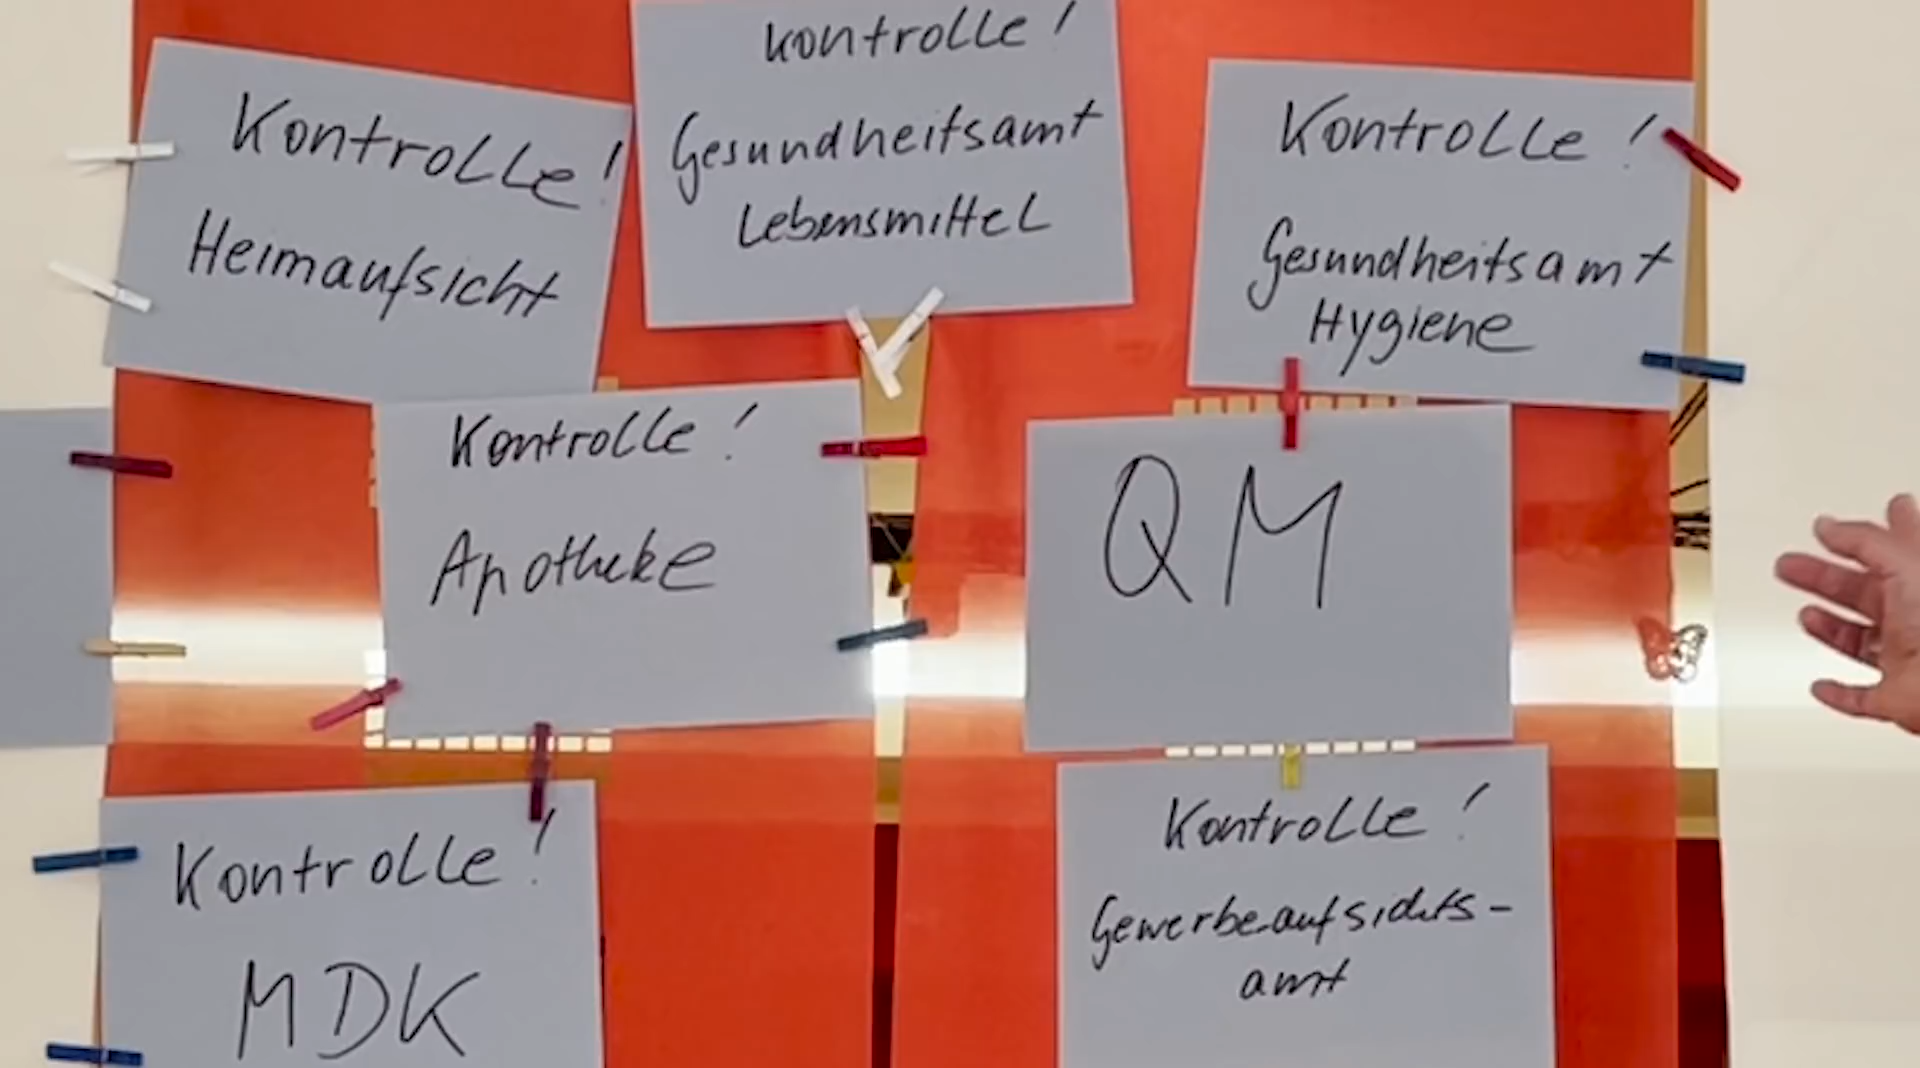 Kontrolle!
Heimaufsicht
Kontrolle!
Gesundheitsamt
Lebensmittel
Kontrolle!
Gesundheitsamt
Hygiene
Kontrolle!
Apotheke
QM
Kontrolle!
MDK
Kontrolle!
Gewerbeaufsichts-
amt